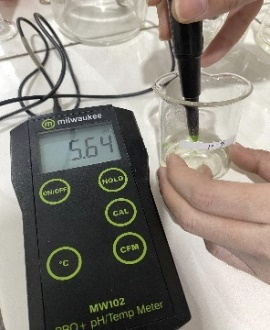 m milwaukee
5.64
ON/OFF
HOLD
CAL
°C
CFM
MW102
PRO+ pH/Temp Meter